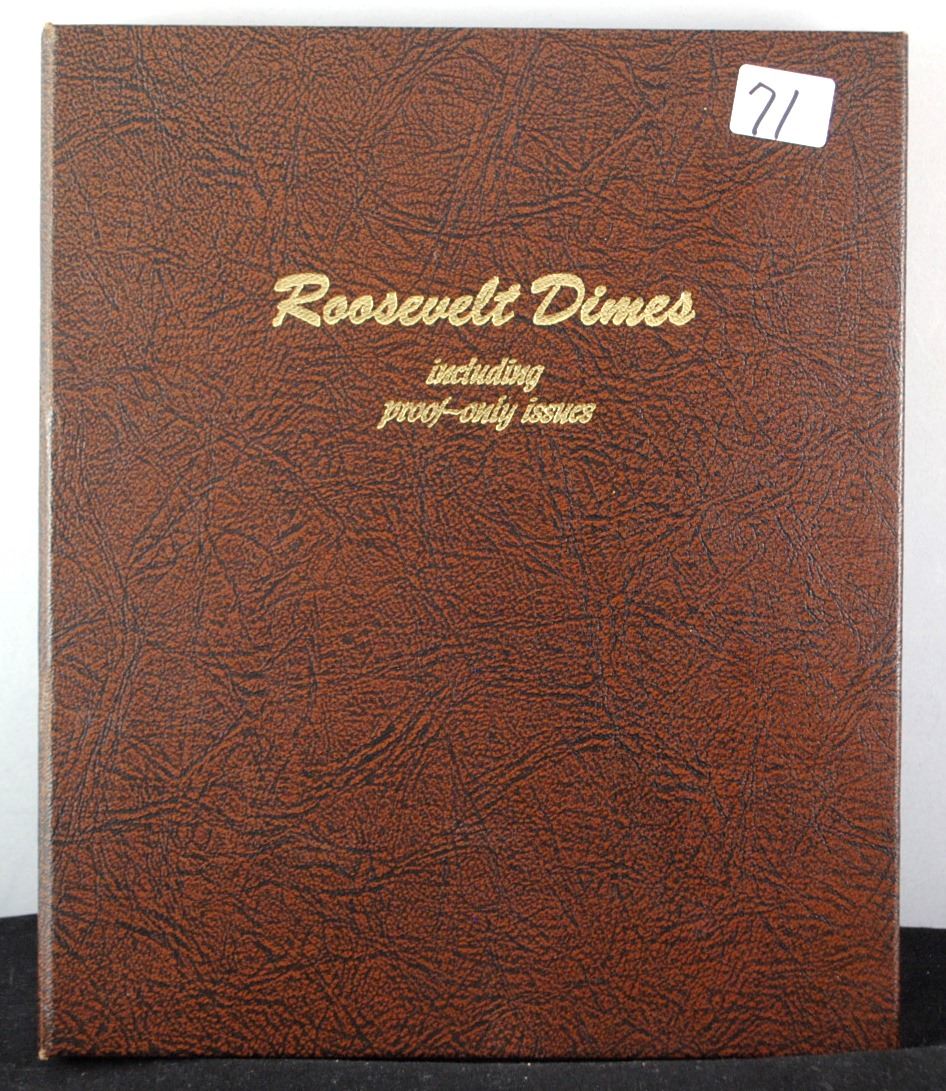 71
Roosevelt Dimes
including
proof-only issues